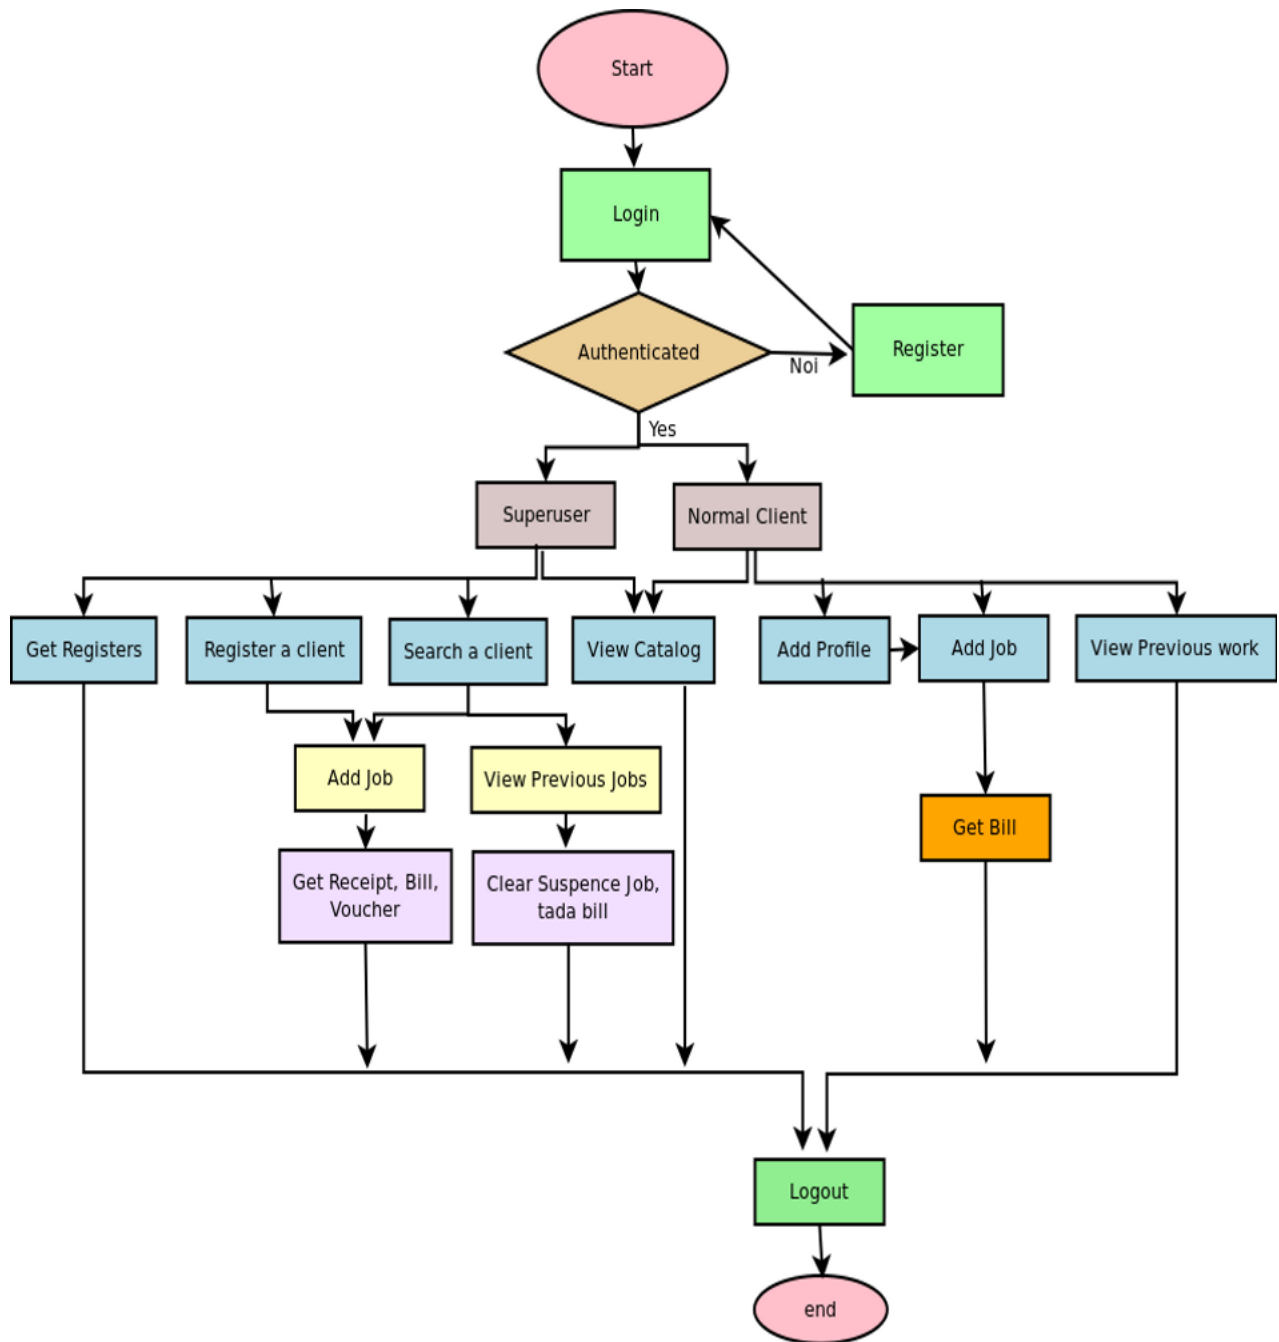 Start
Login
Authenticated
Noi
Register
Yes
Superuser
Normal Client
Get Registers
Register a client
Search a client
View Catalog
Add Profile
Add Job
View Previous work
Add Job
View Previous Jobs
Get Bill
Get Receipt, Bill,
Voucher
Clear Suspence Job,
tada bill
Logout
end